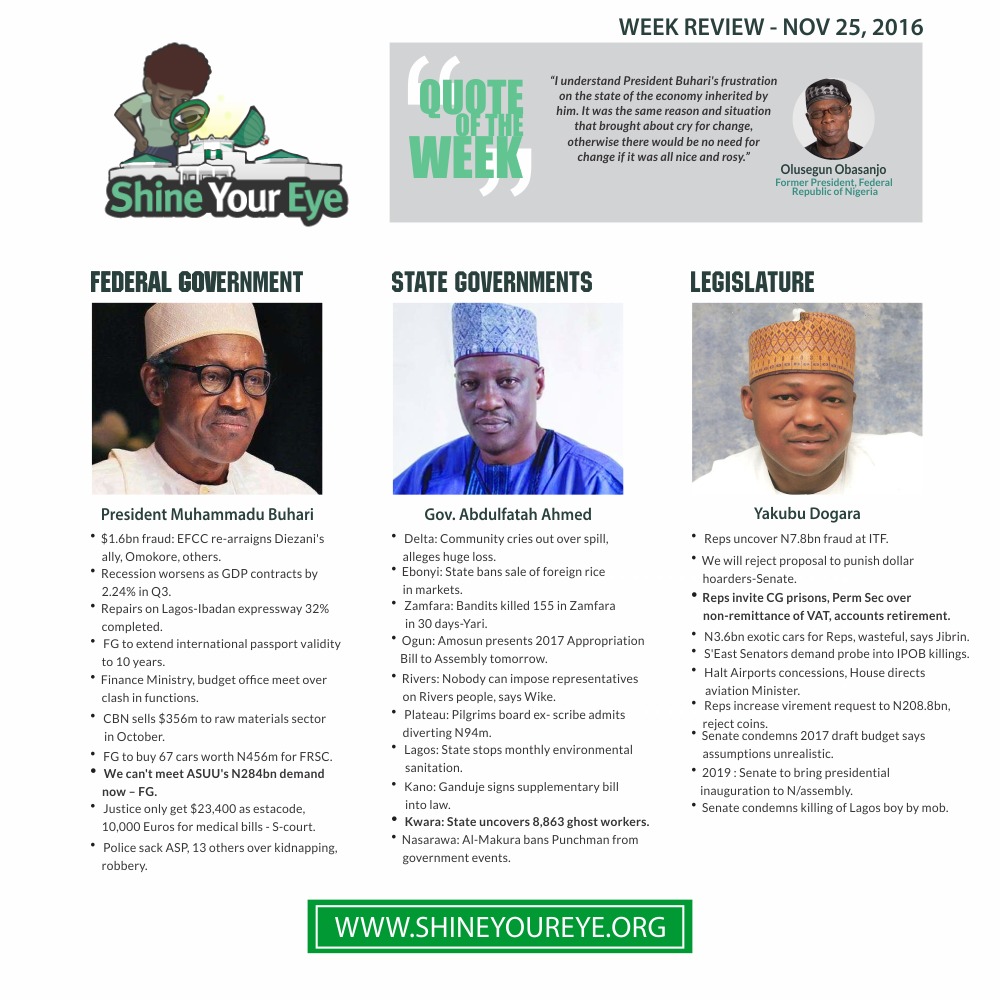 WEEK REVIEW - NOV 25, 2016
Shine Your Eye
QUOTE
OF THE
WEEK
“I understand President Buhari's frustration
on the state of the economy inherited by
him. It was the same reason and situation
that brought about cry for change,
otherwise there would be no need for
change if it was all nice and rosy.”
Olusegun Obasanjo
Former President, Federal
Republic of Nigeria
FEDERAL GOVERNMENT
President Muhammadu Buhari
• $1.6bn fraud: EFCC re-arraigns Diezani's
ally, Omokore, others.
• Recession worsens as GDP contracts by
2.24% in Q3.
• Repairs on Lagos-Ibadan expressway 32%
completed.
• FG to extend international passport validity
to 10 years.
• Finance Ministry, budget office meet over
clash in functions.
• CBN sells $356m to raw materials sector
in October.
• FG to buy 67 cars worth N456m for FRSC.
• We can't meet ASUU's N284bn demand
now – FG.
• Justice only get $23,400 as estacode,
10,000 Euros for medical bills - S-court.
• Police sack ASP, 13 others over kidnapping,
robbery.
STATE GOVERNMENTS
Gov. Abdulfatah Ahmed
• Delta: Community cries out over spill,
alleges huge loss.
• Ebonyi: State bans sale of foreign rice
in markets.
• Zamfara: Bandits killed 155 in Zamfara
in 30 days-Yari.
• Ogun: Amosun presents 2017 Appropriation
Bill to Assembly tomorrow.
• Rivers: Nobody can impose representatives
on Rivers people, says Wike.
• Plateau: Pilgrims board ex- scribe admits
diverting N94m.
• Lagos: State stops monthly environmental
sanitation.
• Kano: Ganduje signs supplementary bill
into law.
• Kwara: State uncovers 8,863 ghost workers.
• Nasarawa: Al-Makura bans Punchman from
government events.
LEGISLATURE
Yakubu Dogara
• Reps uncover N7.8bn fraud at ITF.
• We will reject proposal to punish dollar
hoarders-Senate.
• Reps invite CG prisons, Perm Sec over
non-remittance of VAT, accounts retirement.
• N3.6bn exotic cars for Reps, wasteful, says Jibrin.
• S'East Senators demand probe into IPOB killings.
• Halt Airports concessions, House directs
aviation Minister.
• Reps increase virement request to N208.8bn,
reject coins.
• Senate condemns 2017 draft budget says
assumptions unrealistic.
• 2019 : Senate to bring presidential
inauguration to N/assembly.
• Senate condemns killing of Lagos boy by mob.
WWW.SHINEYOUREYE.ORG